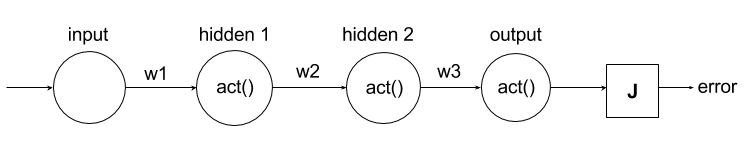 input hidden 1 hidden 2 output
w1 w2 w3
act() act() act() J error